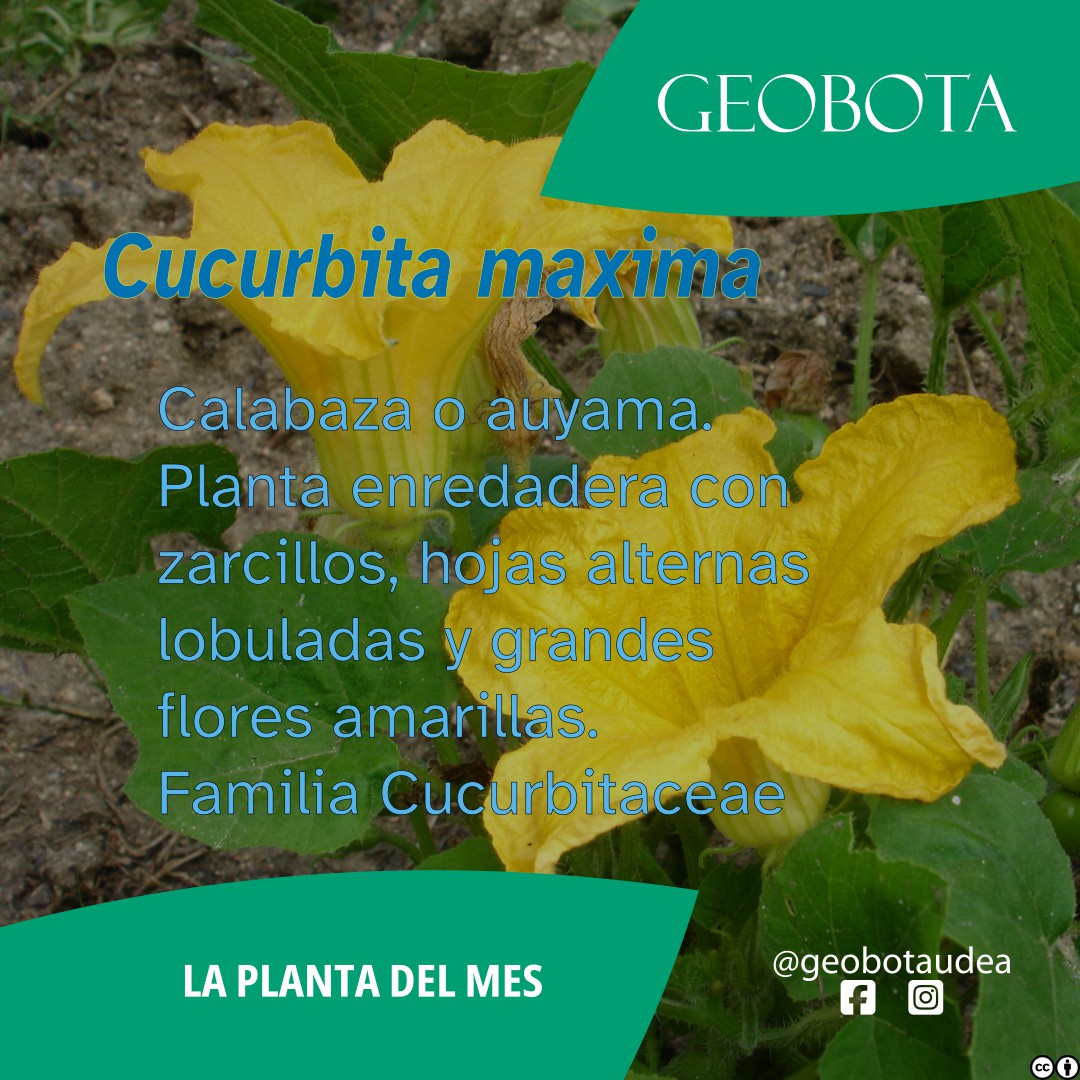 GEOBOTA
Cucurbita maxima
Calabaza o auyama.
Planta enredadera con
zarcillos, hojas alternas
lobuladas y grandes
flores amarillas.
Familia Cucurbitaceae
LA PLANTA DEL MES
@geobotaudea
cc